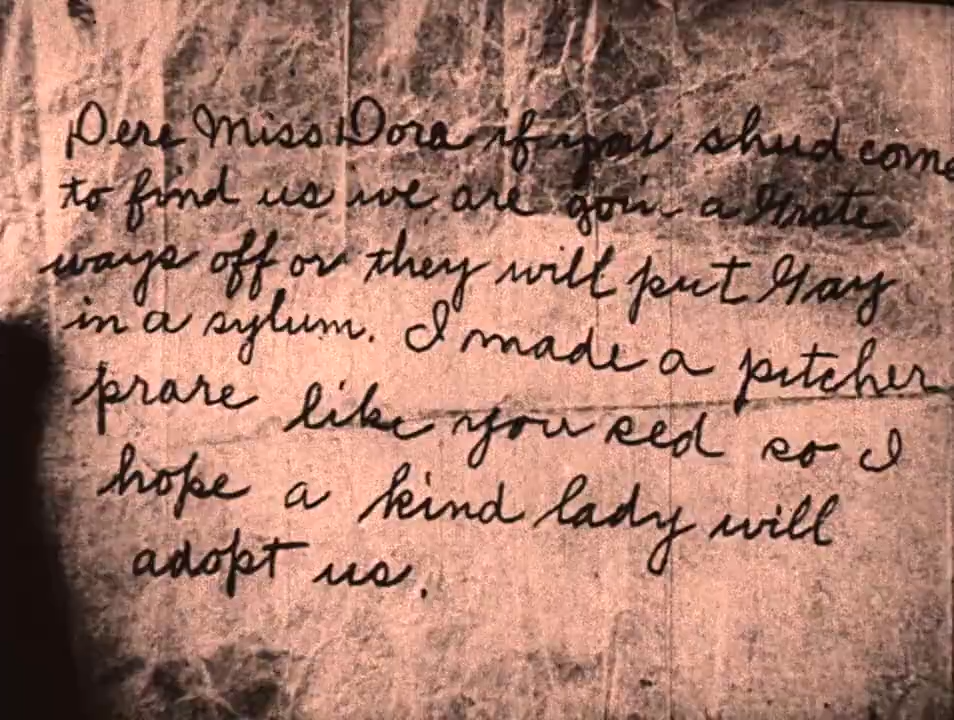 Dere Miss Dora if you shud come
to find us we are goin a Grate
ways off or they will put Gay
in a sylum. I made a pitcher
prare like you sed so I
hope a kind lady will
adopt us.